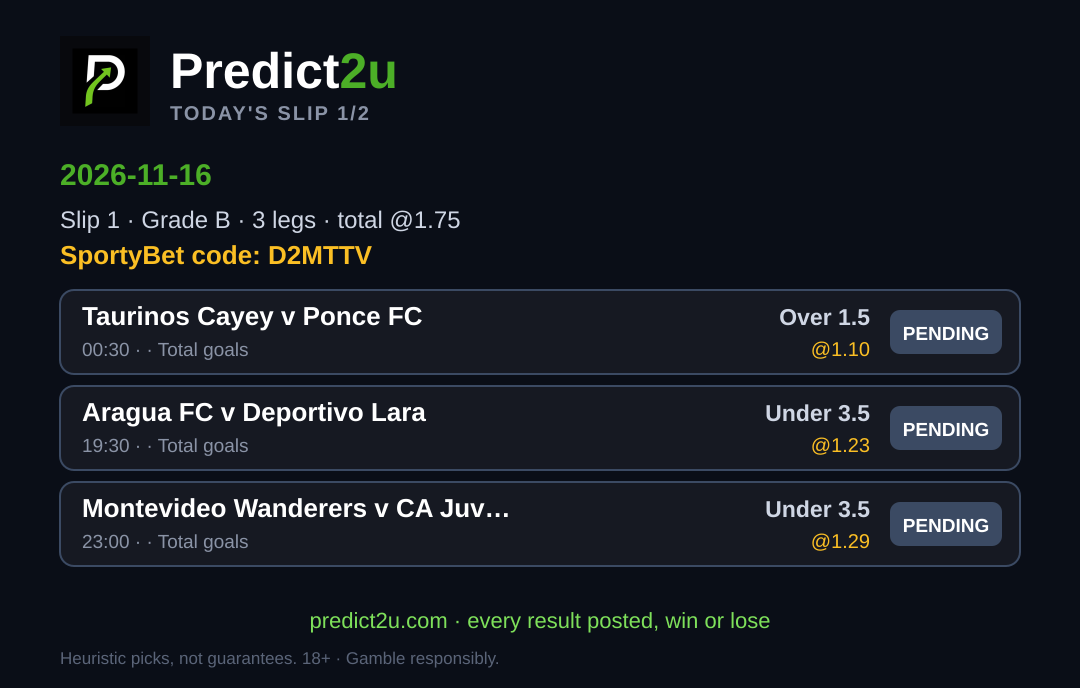 Predict2u
TODAY'S SLIP 1/2
2026-11-16
Slip 1 · Grade B · 3 legs · total @1.75
SportyBet code: D2MTTV
Taurinos Cayey v Ponce FC
Over 1.5
00:30 · · Total goals
@1.10
PENDING
Aragua FC v Deportivo Lara
Under 3.5
19:30 · · Total goals
@1.23
PENDING
Montevideo Wanderers v CA Juv…
Under 3.5
23:00 · · Total goals
@1.29
PENDING
predict2u.com · every result posted, win or lose
Heuristic picks, not guarantees. 18+ · Gamble responsibly.